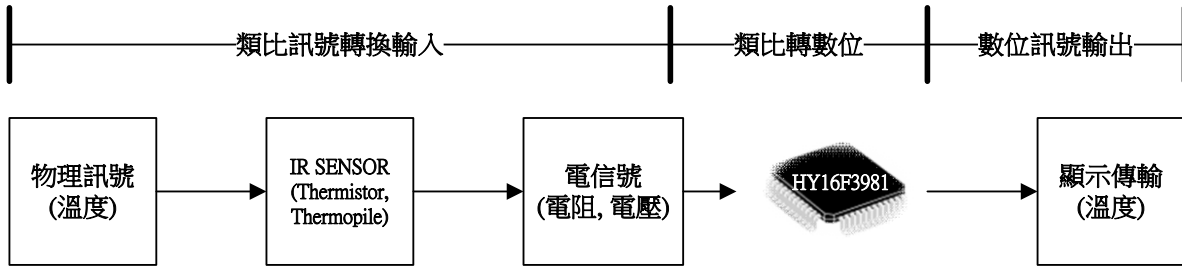 類比訊號轉換輸入
類比轉數位
數位訊號輸出
物理訊號
(溫度)
IR SENSOR
(Thermistor,
Thermopile)
電信號
(電阻, 電壓)
HY16F3981
顯示傳輸
(溫度)